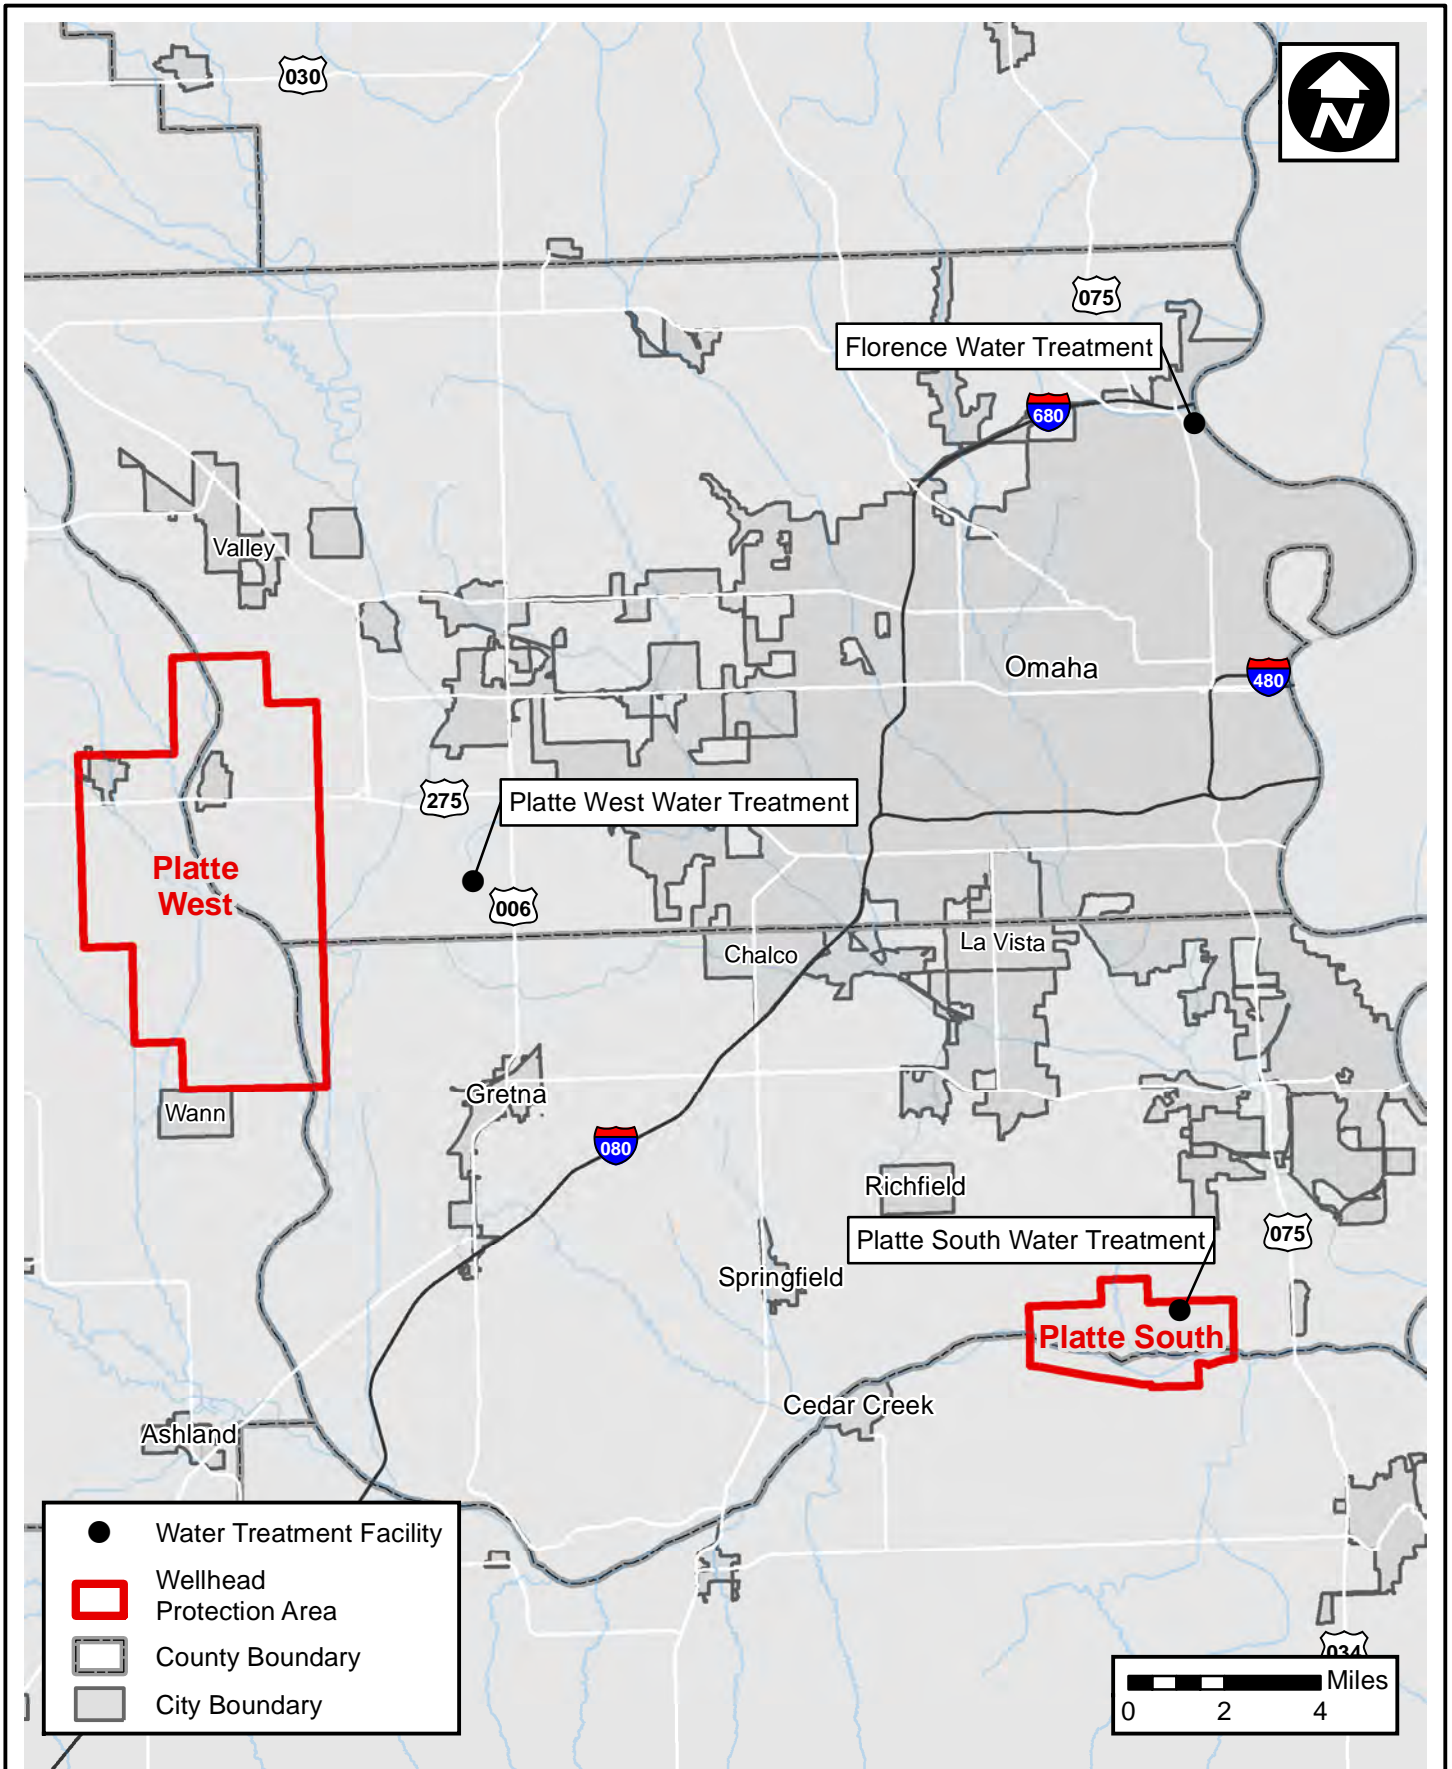 030
N
075
Florence Water Treatment
680
Valley
Omaha
480
275
Platte West Water Treatment
Platte
West
006
Chalco
La Vista
Gretna
Wann
080
Richfield
Platte South Water Treatment
075
Springfield
Platte South
Cedar Creek
Ashland
Water Treatment Facility
Wellhead
Protection Area
County Boundary
City Boundary
034
Miles
0 2 4